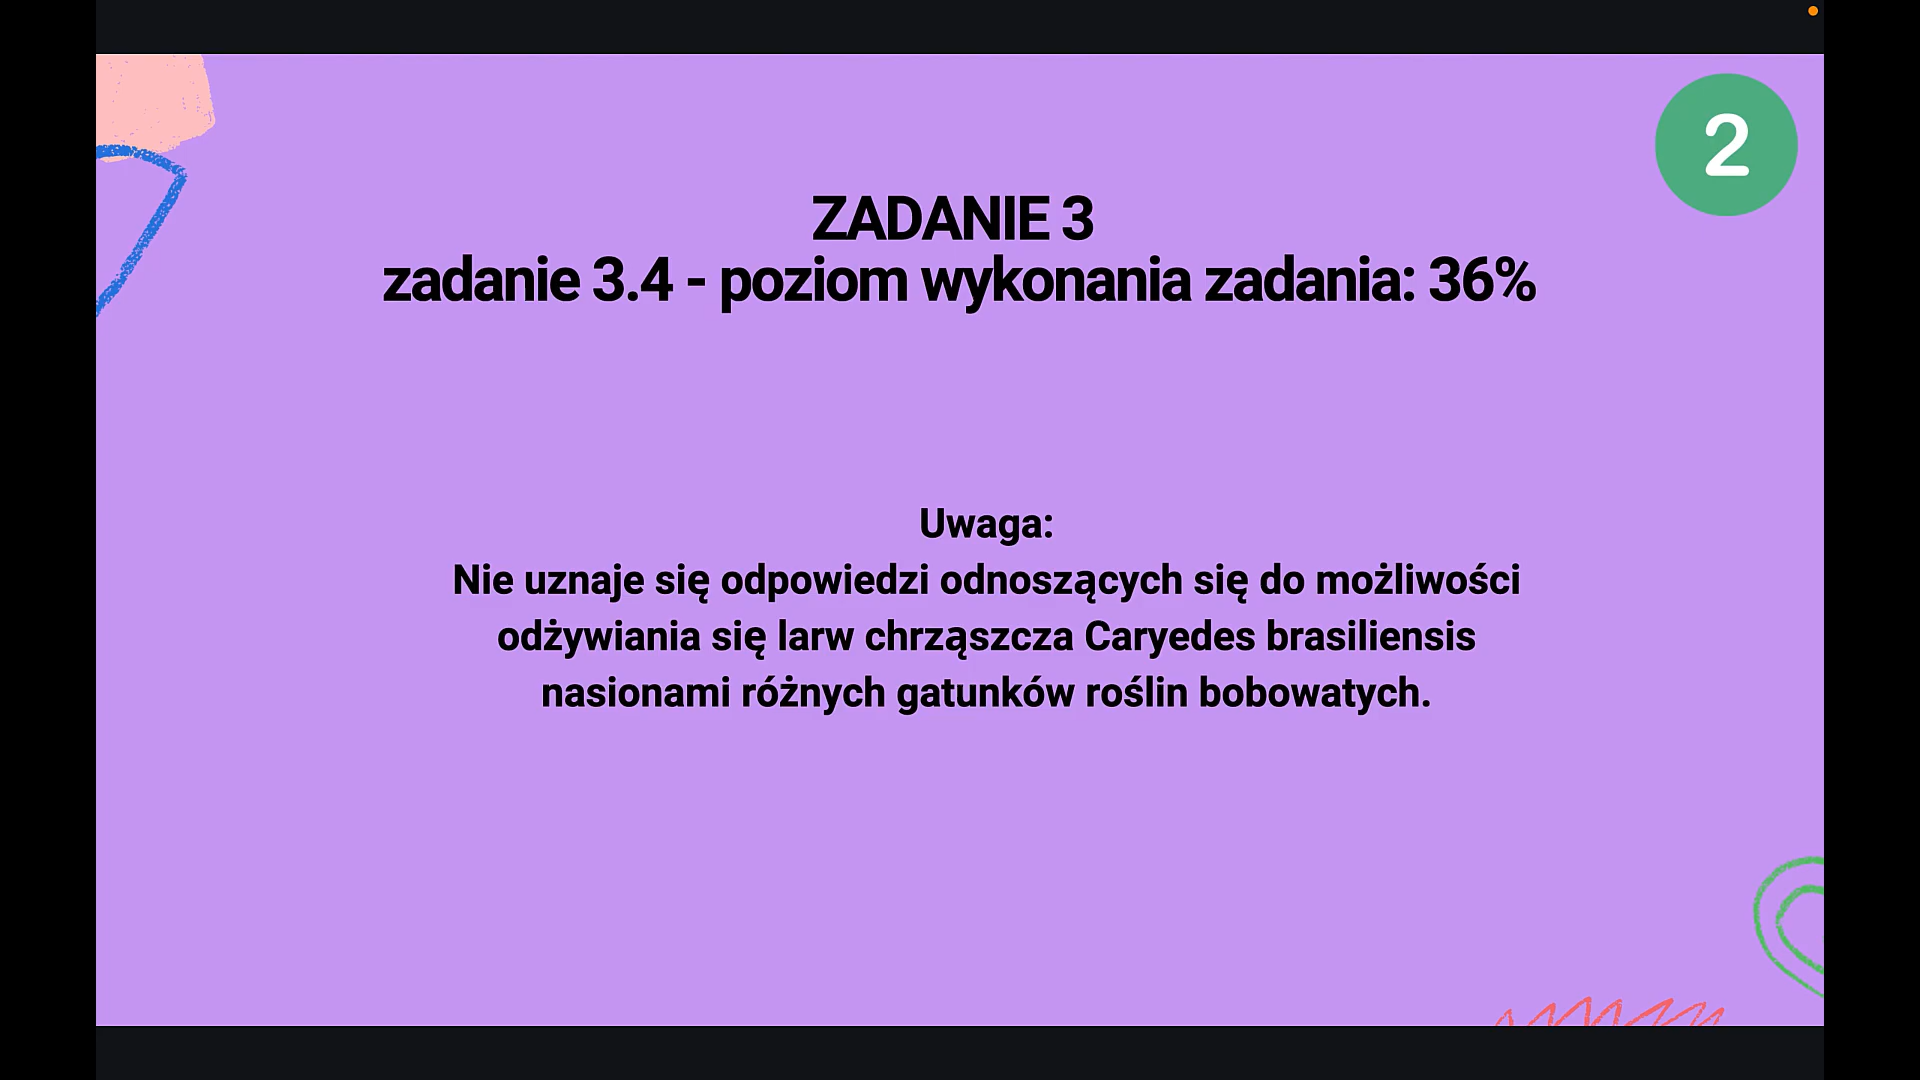 2
ZADANIE 3
zadanie 3.4 - poziom wykonania zadania: 36%
Uwaga:
Nie uznaje się odpowiedzi odnoszących się do możliwości
odżywiania się larw chrząszcza Caryedes brasiliensis
nasionami różnych gatunków roślin bobowatych.